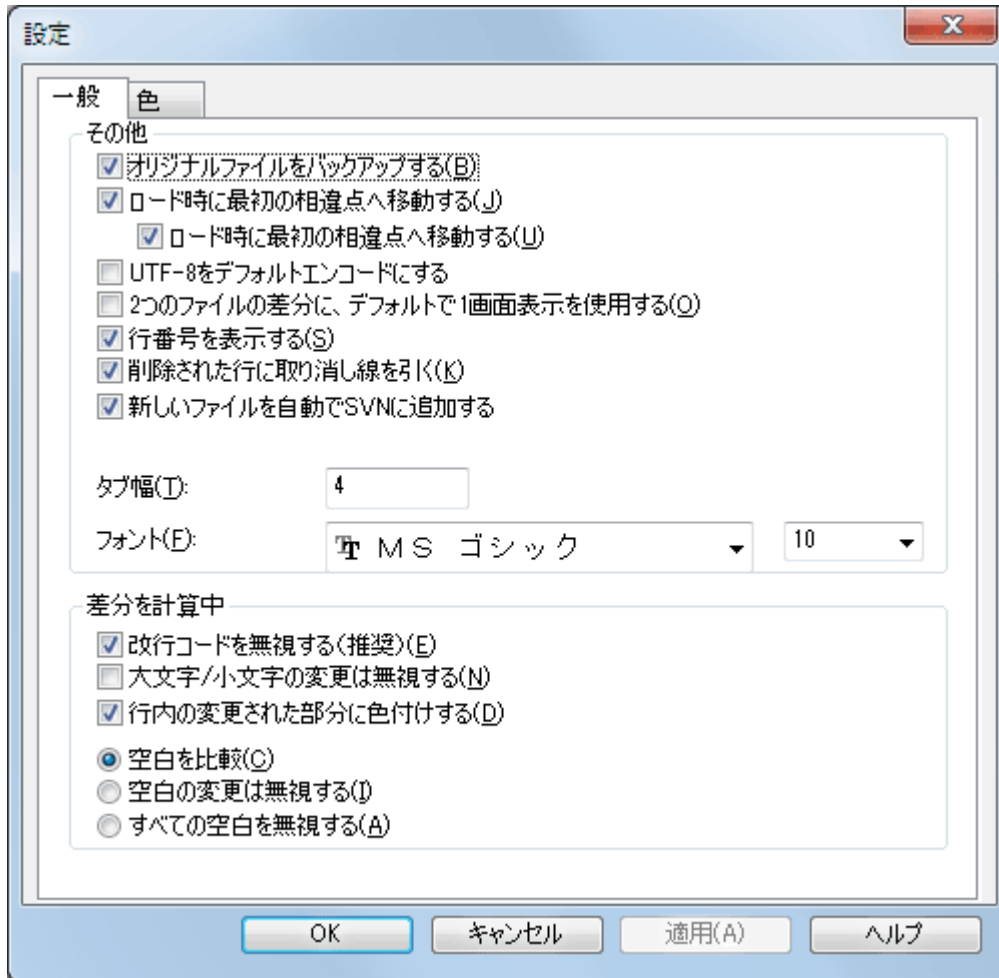 設定
一般
色
その他
オリジナルファイルをバックアップする(B)
ロード時に最初の相違点へ移動する(J)
ロード時に最初の相違点へ移動する(U)
UTF-8をデフォルトエンコードにする
2つのファイルの差分に、デフォルトで1画面表示を使用する(O)
行番号を表示する(S)
削除された行に取り消し線を引く(K)
新しいファイルを自動でSVNに追加する
タブ幅(T): 4
フォント(F): MS ゴシック 10
差分を計算中
改行コードを無視する(推奨)(E)
大文字/小文字の変更は無視する(N)
行内の変更された部分に色付けする(D)
空白を比較(C)
空白の変更は無視する(I)
すべての空白を無視する(A)
OK キャンセル 適用(A) ヘルプ